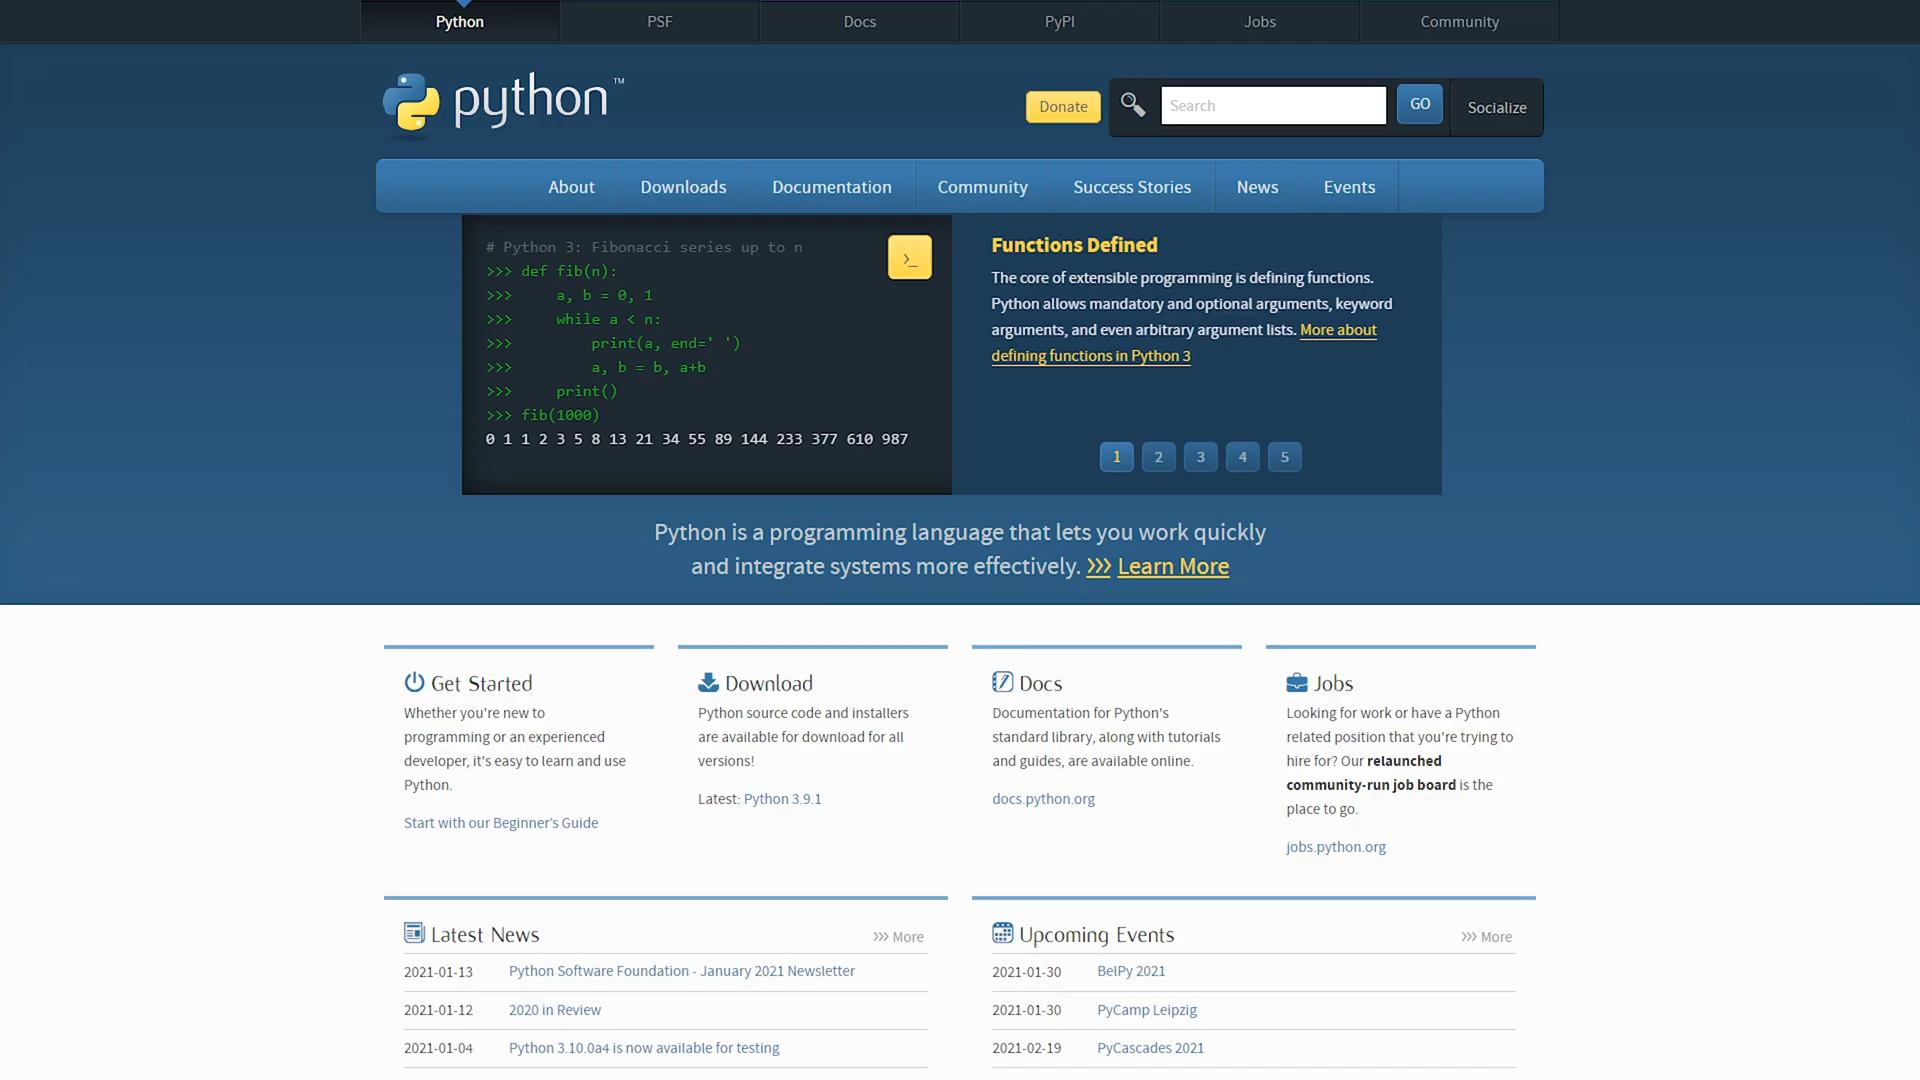 Python PSF Docs PyPI Jobs Community
python™
Donate Search GO Socialize
About Downloads Documentation Community Success Stories News Events
# Python 3: Fibonacci series up to n
>>> def fib(n):
>>>     a, b = 0, 1
>>>     while a < n:
>>>         print(a, end=' ')
>>>         a, b = b, a+b
>>>     print()
>>> fib(1000)
0 1 1 2 3 5 8 13 21 34 55 89 144 233 377 610 987
>_
Functions Defined
The core of extensible programming is defining functions.
Python allows mandatory and optional arguments, keyword
arguments, and even arbitrary argument lists. More about
defining functions in Python 3
1 2 3 4 5
Python is a programming language that lets you work quickly
and integrate systems more effectively. >>> Learn More
Get Started
Whether you're new to
programming or an experienced
developer, it's easy to learn and use
Python.
Start with our Beginner's Guide
Download
Python source code and installers
are available for download for all
versions!
Latest: Python 3.9.1
Docs
Documentation for Python's
standard library, along with tutorials
and guides, are available online.
docs.python.org
Jobs
Looking for work or have a Python
related position that you're trying to
hire for? Our relaunched
community-run job board is the
place to go.
jobs.python.org
Latest News >>> More
2021-01-13 Python Software Foundation - January 2021 Newsletter
2021-01-12 2020 in Review
2021-01-04 Python 3.10.0a4 is now available for testing
Upcoming Events >>> More
2021-01-30 BelPy 2021
2021-01-30 PyCamp Leipzig
2021-02-19 PyCascades 2021